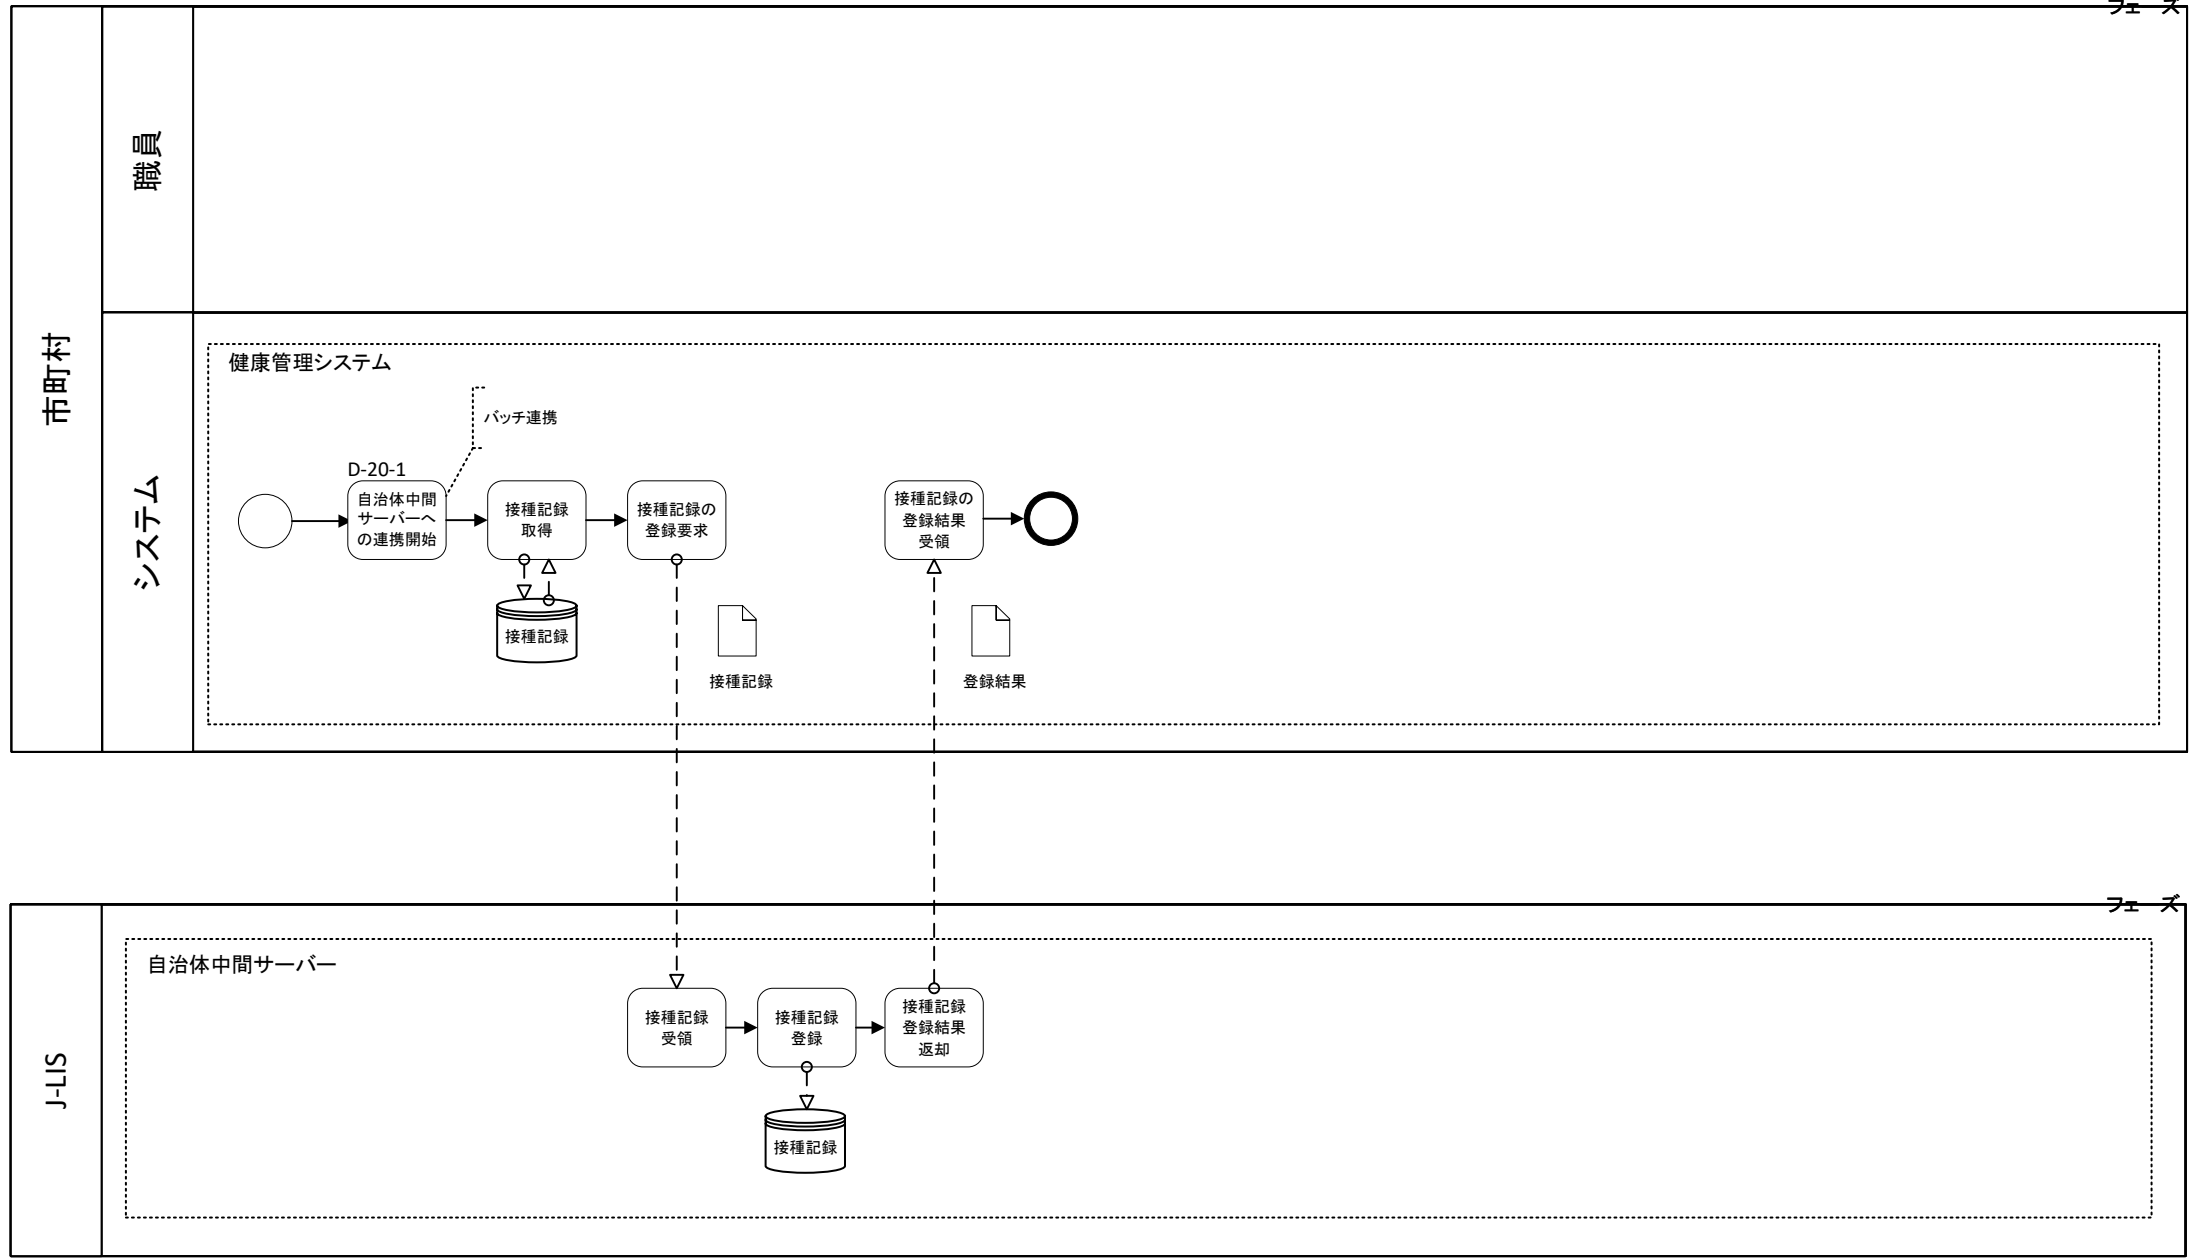 フェーズ
市町村
職員
システム
健康管理システム
バッチ連携
D-20-1
自治体中間
サーバーへ
の連携開始
接種記録
取得
接種記録の
登録要求
接種記録の
登録結果
受領
接種記録
接種記録
登録結果
フェーズ
J-LIS
自治体中間サーバー
接種記録
受領
接種記録
登録
接種記録
登録結果
返却
接種記録